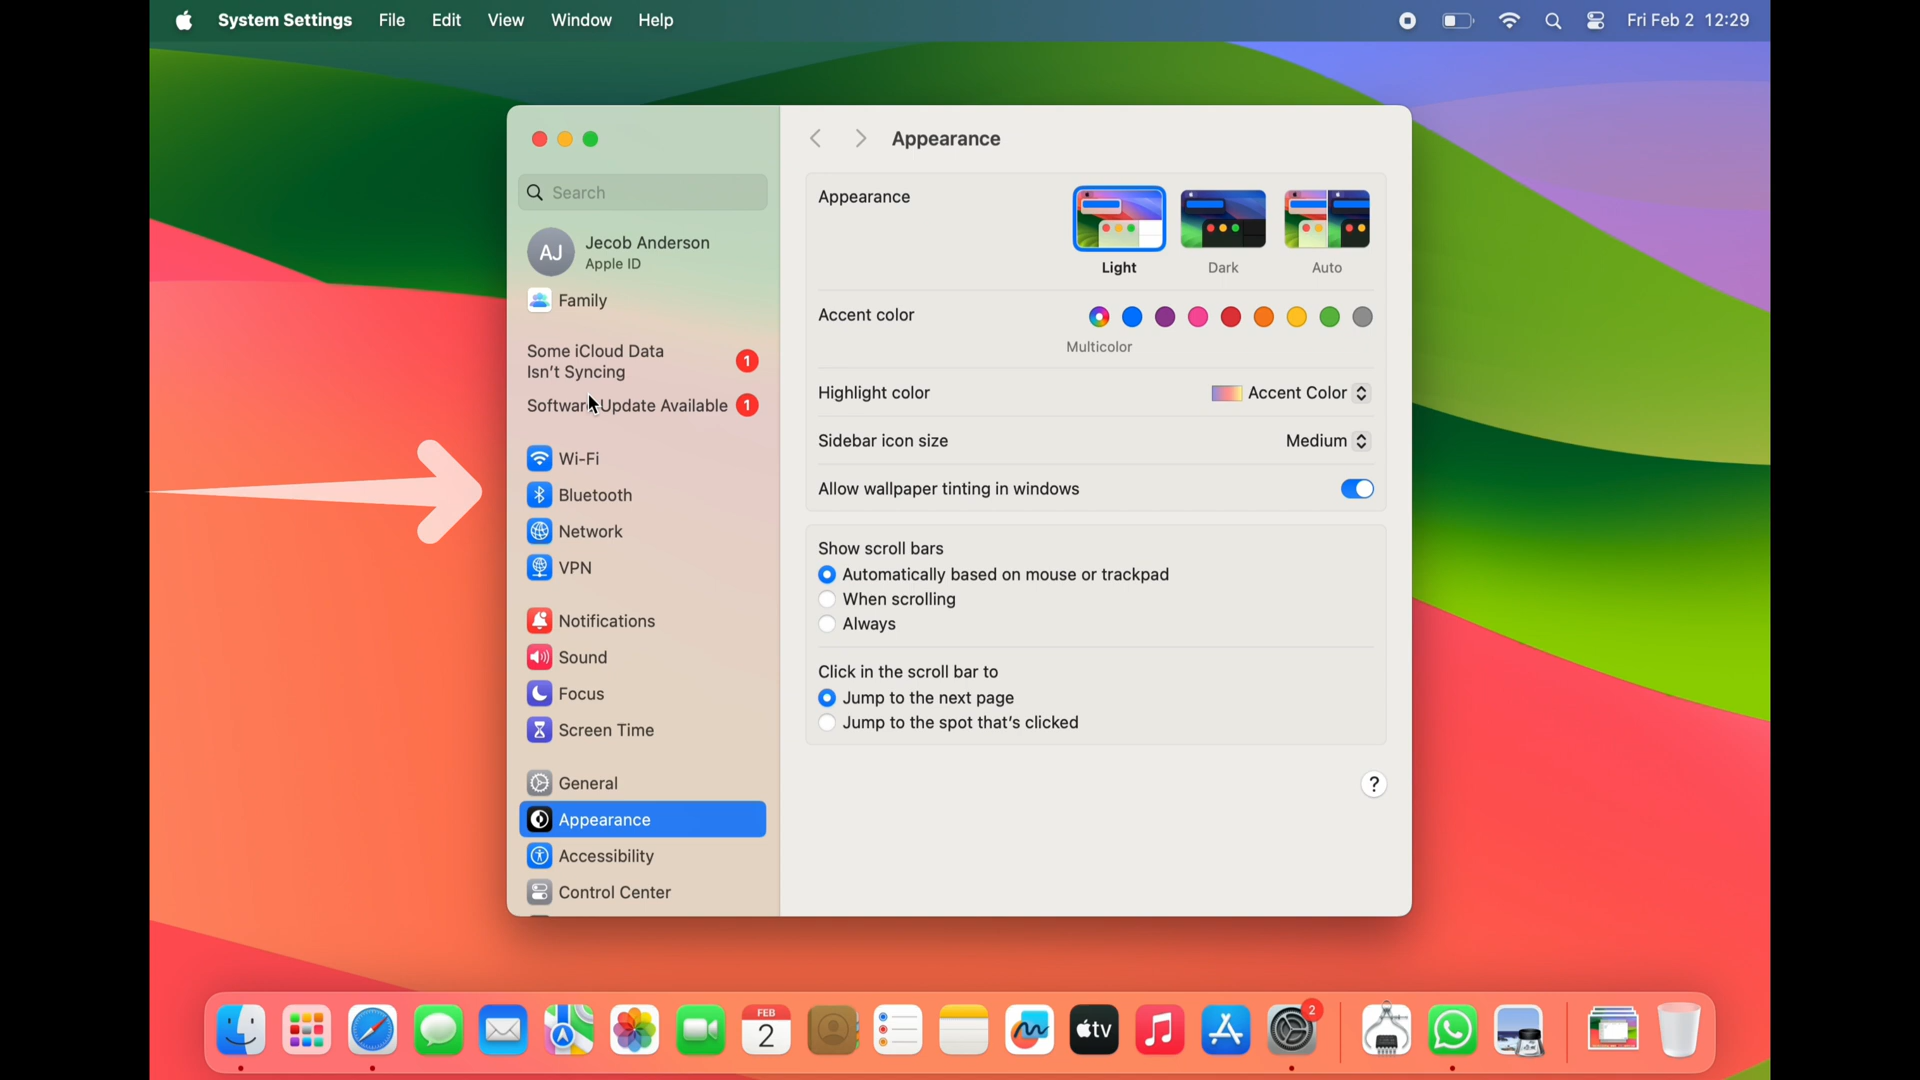 System Settings File Edit View Window Help Fri Feb 2 12:29
Appearance
Search
AJ Jecob Anderson
Apple ID
Family
Some iCloud Data
Isn't Syncing 1
Software Update Available 1
Wi-Fi
Bluetooth
Network
VPN
Notifications
Sound
Focus
Screen Time
General
Appearance
Accessibility
Control Center
Appearance
Light Dark Auto
Accent color
Multicolor
Highlight color Accent Color
Sidebar icon size Medium
Allow wallpaper tinting in windows
Show scroll bars
Automatically based on mouse or trackpad
When scrolling
Always
Click in the scroll bar to
Jump to the next page
Jump to the spot that's clicked
?
FEB
2
tv
2